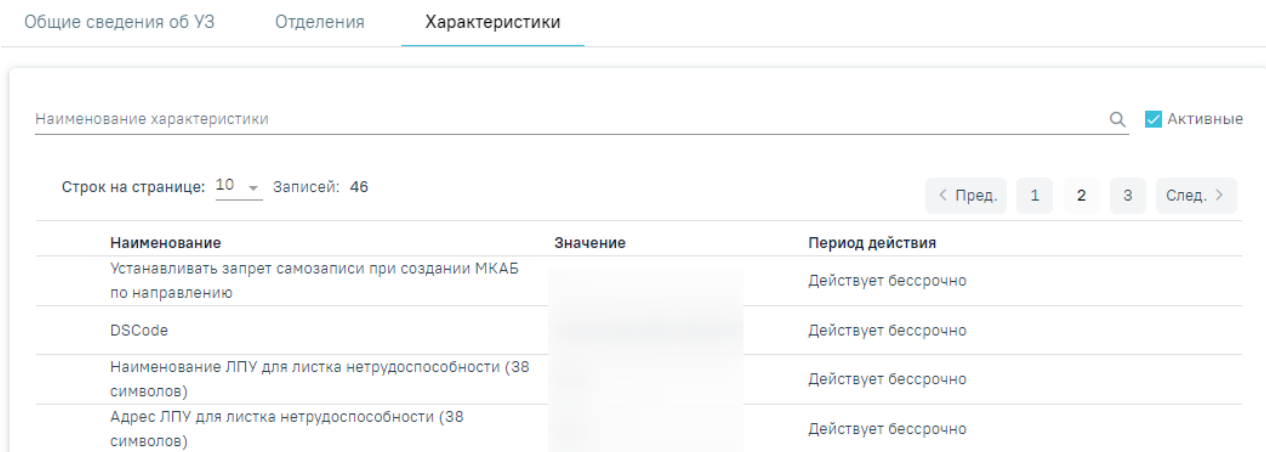 Общие сведения об УЗ Отделения Характеристики
Наименование характеристики Активные
Строк на странице: 10 Записей: 46
< Пред. 1 2 3 След. >
Наименование Значение Период действия
Устанавливать запрет самозаписи при создании МКАБ
по направлению
Действует бессрочно
DSCode Действует бессрочно
Наименование ЛПУ для листка нетрудоспособности (38
символов)
Действует бессрочно
Адрес ЛПУ для листка нетрудоспособности (38
символов)
Действует бессрочно